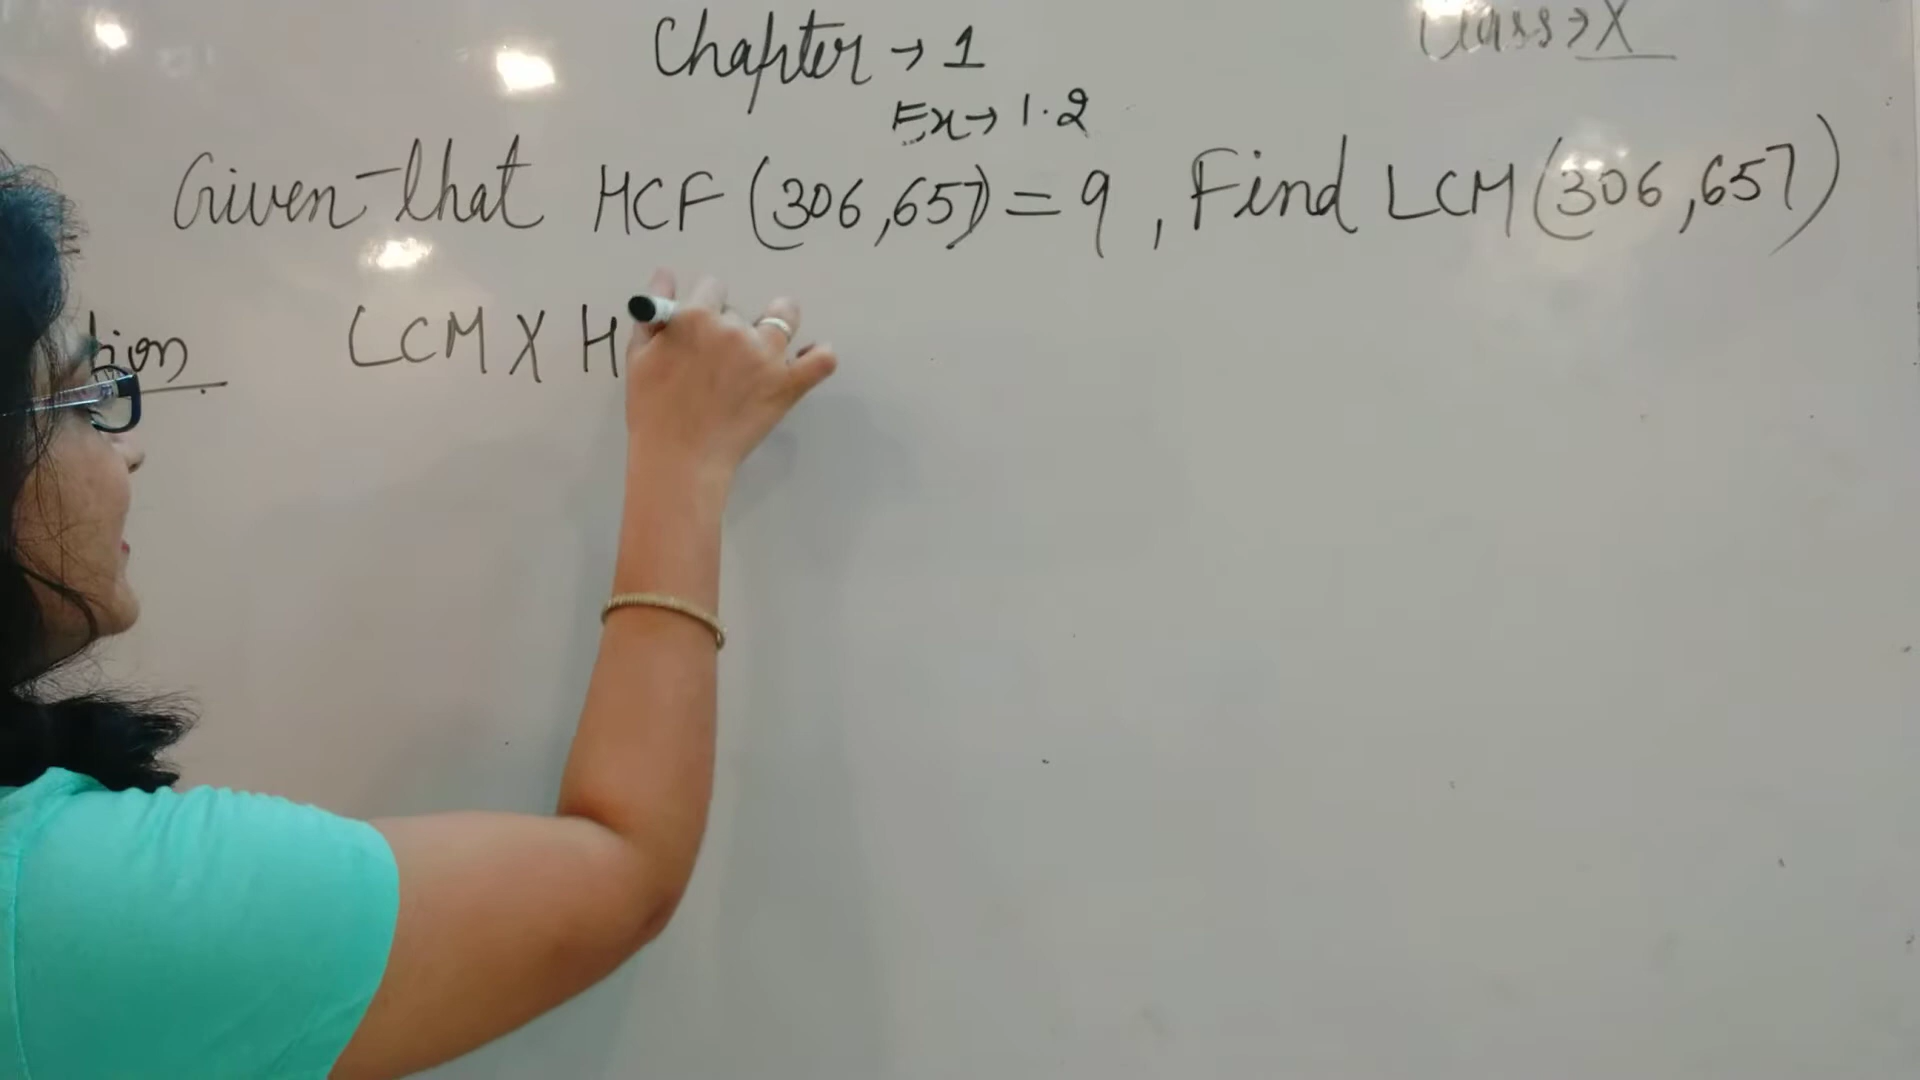 Chapter → 1
Class → X
Ex → 1.2
Given that HCF (306,657) = 9 , Find LCM (306,657)
LCM X H